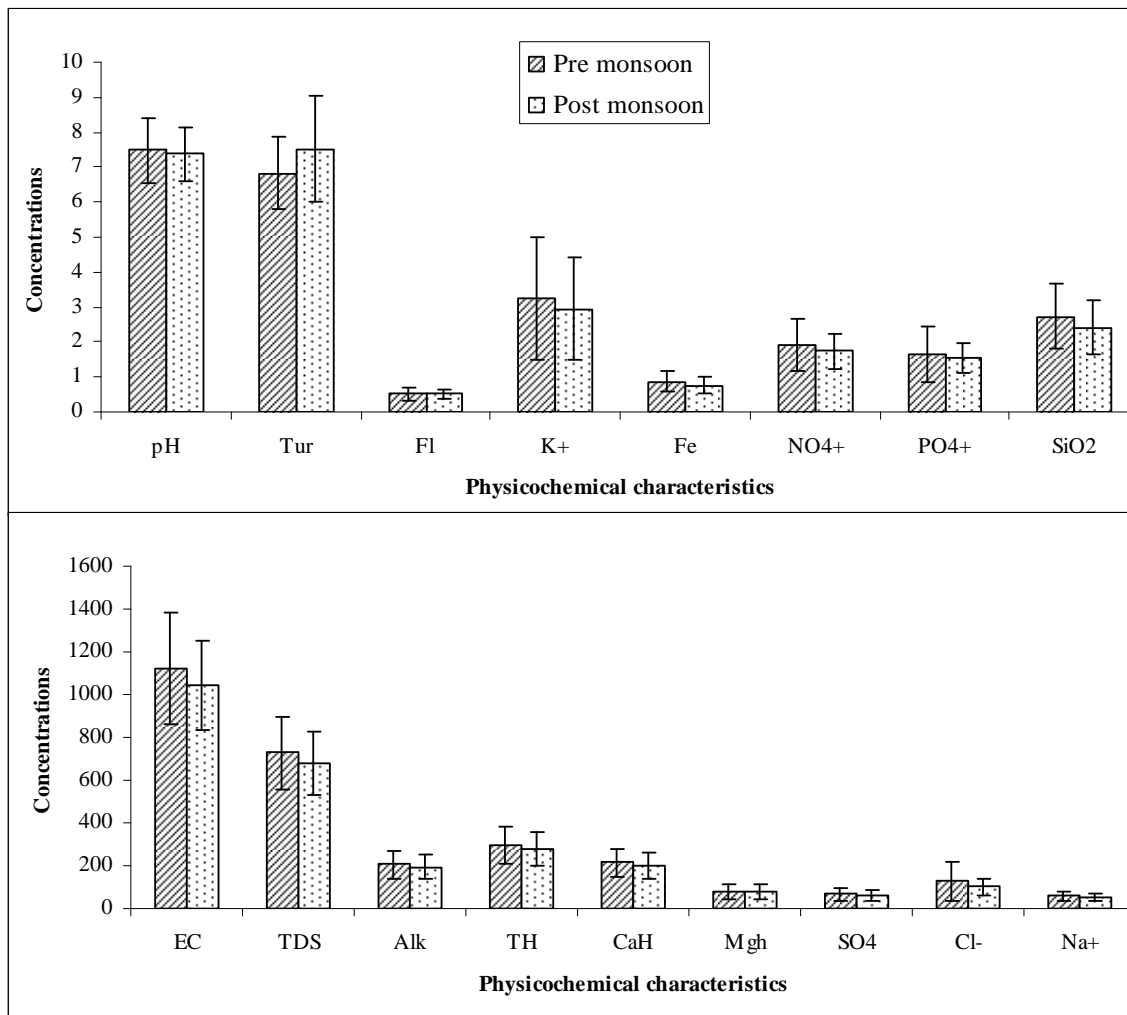 Pre monsoon
Post monsoon
10
9
8
7
6
5
4
3
2
1
0
Concentrations
pH Tur Fl K+ Fe NO4+ PO4+ SiO2
Physicochemical characteristics
1600
1400
1200
1000
800
600
400
200
0
Concentrations
EC TDS Alk TH CaH Mgh SO4 Cl- Na+
Physicochemical characteristics